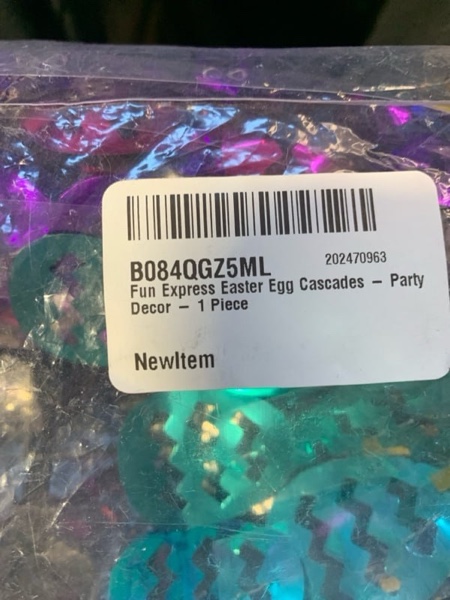 B084QGZ5ML 202470963
Fun Express Easter Egg Cascades – Party
Decor – 1 Piece
NewItem